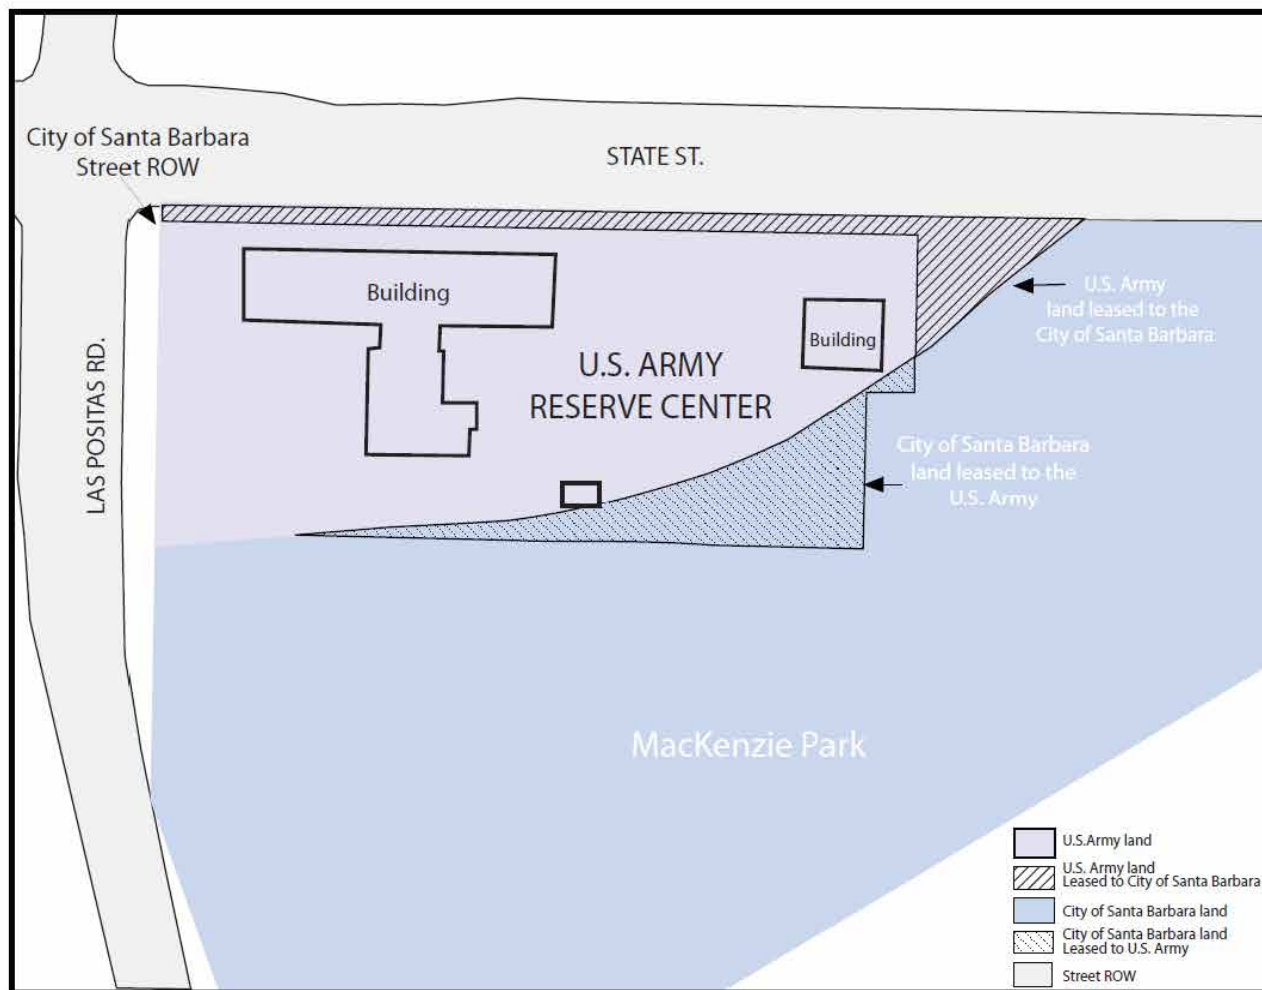 City of Santa Barbara
Street ROW
STATE ST.
U.S. Army
land leased to the
City of Santa Barbara
Building
Building
U.S. ARMY
RESERVE CENTER
LAS POSITAS RD.
City of Santa Barbara
land leased to the
U.S. Army
MacKenzie Park
U.S.Army land
U.S. Army land
Leased to City of Santa Barbara
City of Santa Barbara land
City of Santa Barbara land
Leased to U.S. Army
Street ROW